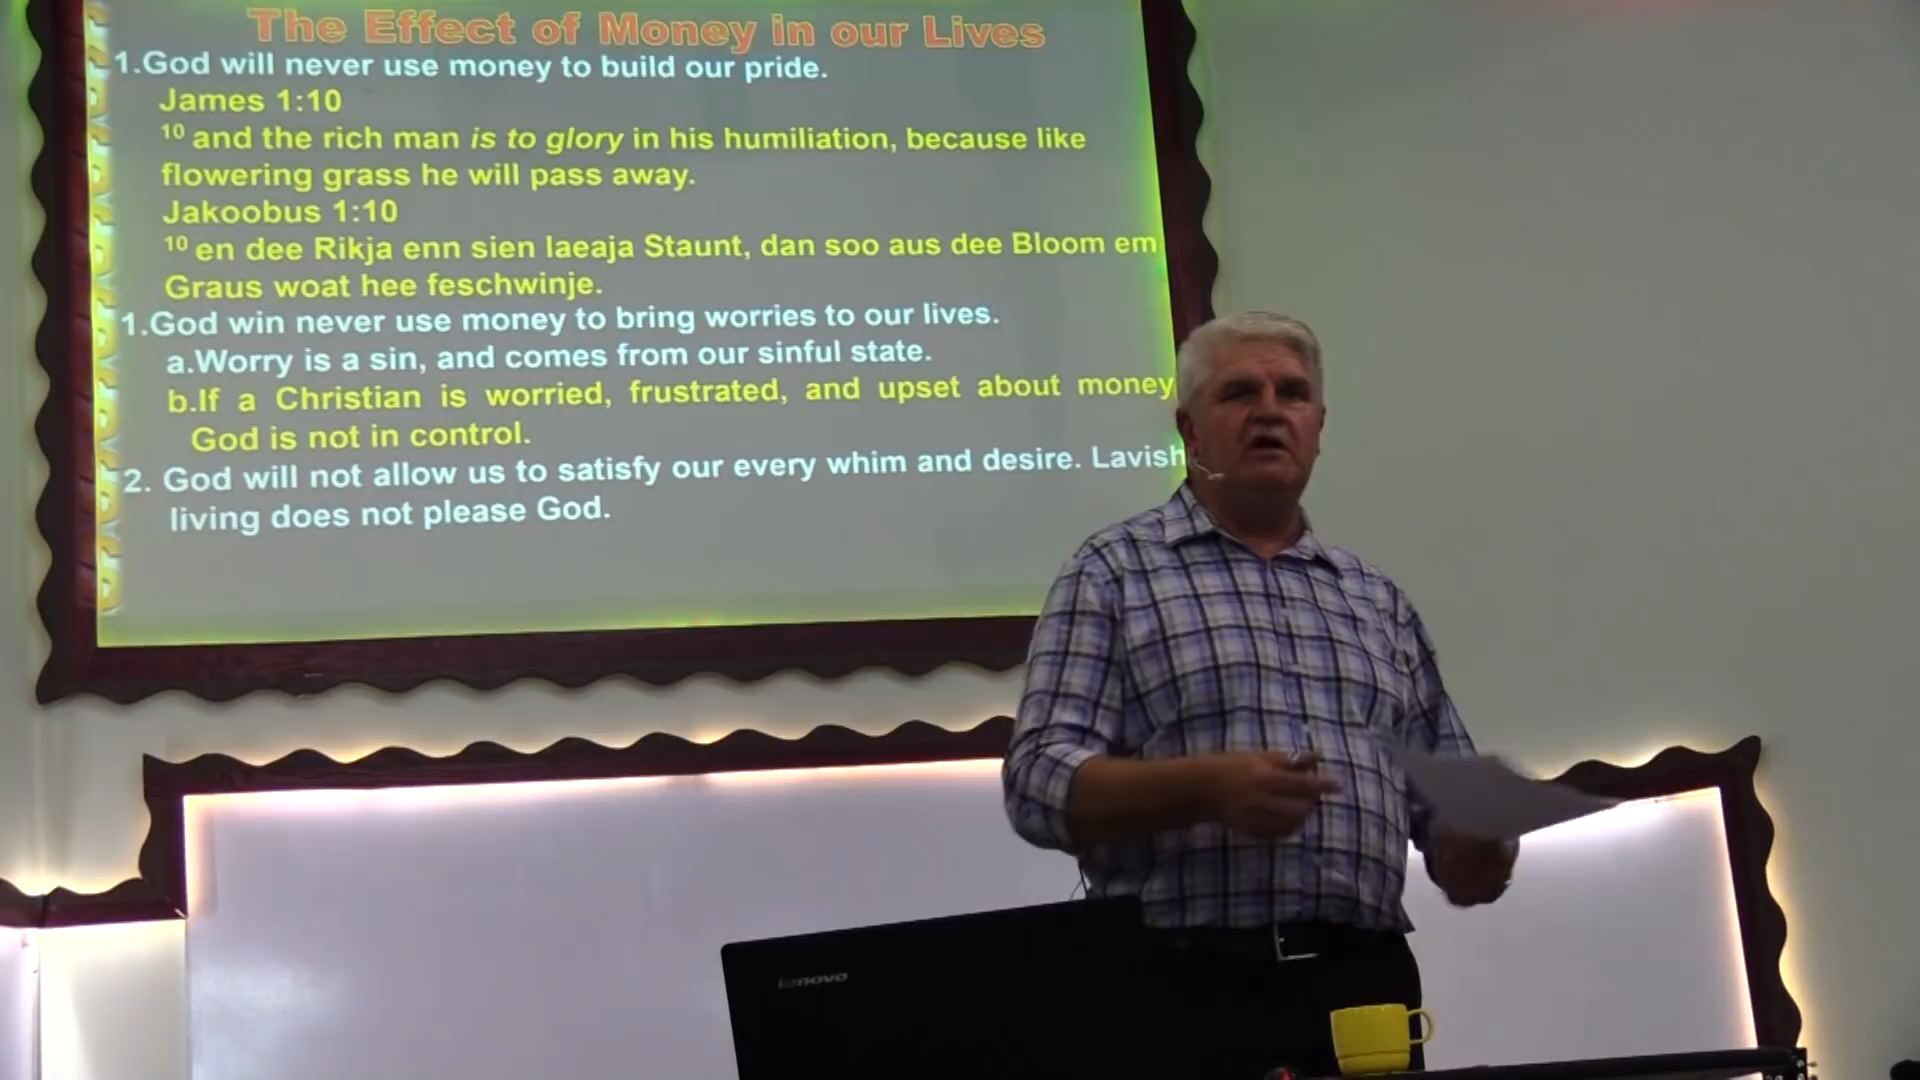 The Effect of Money in our Lives
1.God will never use money to build our pride.
James 1:10
10 and the rich man is to glory in his humiliation, because like
flowering grass he will pass away.
Jakoobus 1:10
10 en dee Rikja enn sien laeaja Staunt, dan soo aus dee Bloom em
Graus woat hee feschwinje.
1.God win never use money to bring worries to our lives.
a.Worry is a sin, and comes from our sinful state.
b.If a Christian is worried, frustrated, and upset about money
God is not in control.
2. God will not allow us to satisfy our every whim and desire. Lavish
living does not please God.
lenovo